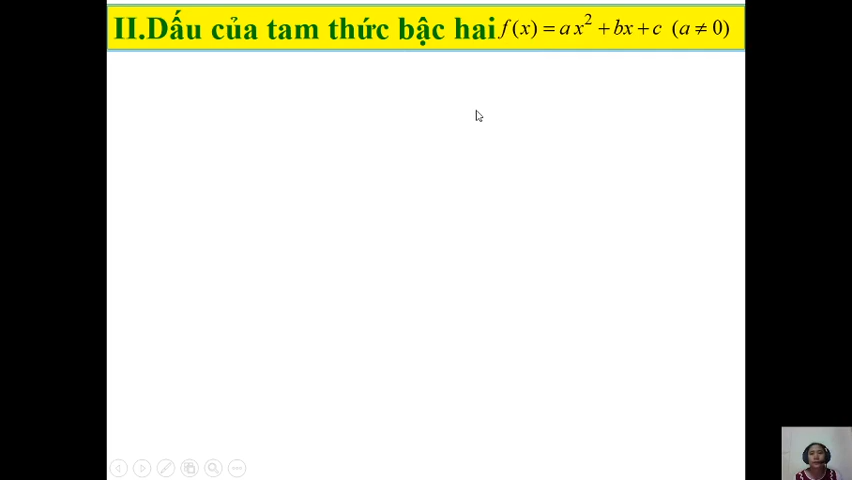 II.Dấu của tam thức bậc hai f(x) = ax² + bx + c (a ≠ 0)